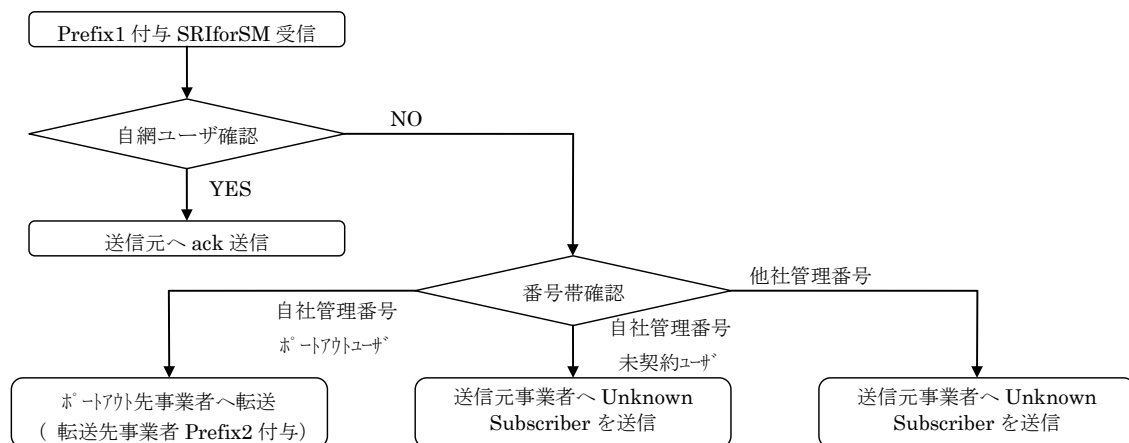 Prefix1 付与 SRIforSM 受信
自網ユーザ確認
NO
YES
送信元へ ack 送信
番号帯確認
他社管理番号
自社管理番号
ﾎﾟｰﾄｱｳﾄﾕｰｻﾞ
自社管理番号
未契約ﾕｰｻﾞ
ﾎﾟｰﾄｱｳﾄ先事業者へ転送
( 転送先事業者 Prefix2 付与)
送信元事業者へ Unknown
Subscriber を送信
送信元事業者へ Unknown
Subscriber を送信